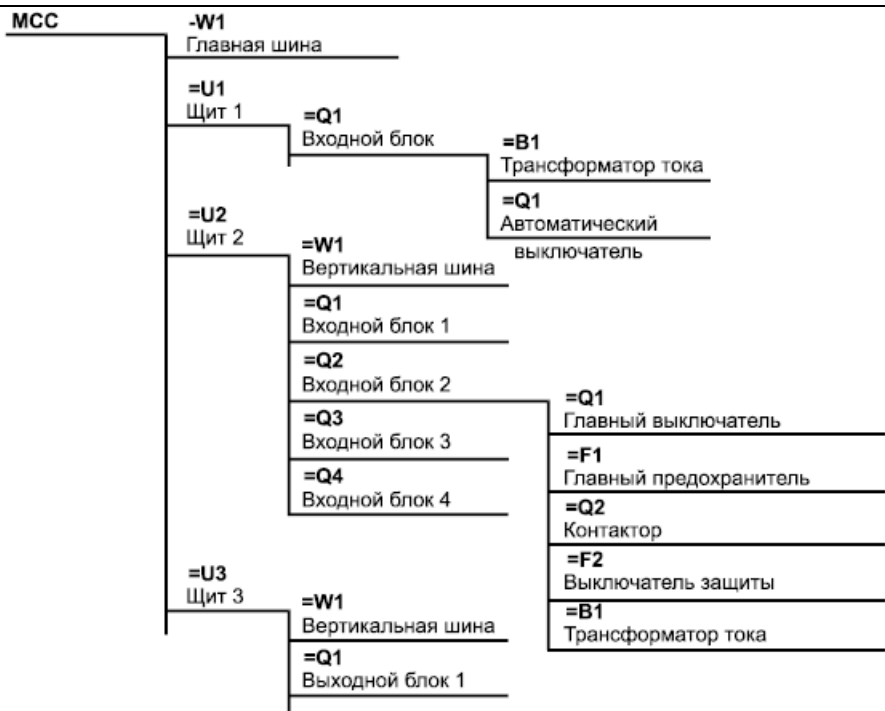 МСС
-W1
Главная шина
=U1
Щит 1
=Q1
Входной блок
=B1
Трансформатор тока
=Q1
Автоматический
выключатель
=U2
Щит 2
=W1
Вертикальная шина
=Q1
Входной блок 1
=Q2
Входной блок 2
=Q3
Входной блок 3
=Q4
Входной блок 4
=Q1
Главный выключатель
=F1
Главный предохранитель
=Q2
Контактор
=F2
Выключатель защиты
=B1
Трансформатор тока
=U3
Щит 3
=W1
Вертикальная шина
=Q1
Выходной блок 1